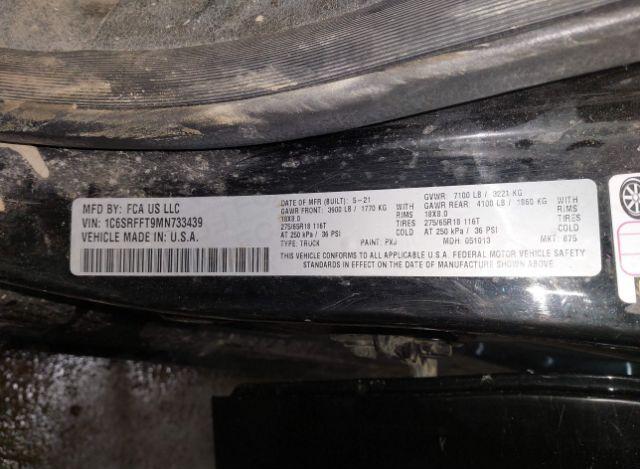 MFD BY: FCA US LLC
VIN: 1C6SRFFT9MN733439
VEHICLE MADE IN: U.S.A.
DATE OF MFR (BUILT): 5-21 GVWR: 7100 LB / 3221 KG
GAWR FRONT: 3900 LB / 1770 KG WITH GAWR REAR: 4100 LB / 1860 KG WITH
18X8.0 RIMS 18X8.0 RIMS
275/65R18 116T TIRES 275/65R18 116T TIRES
AT 250 kPa / 36 PSI COLD AT 250 kPa / 36 PSI COLD
TYPE: TRUCK PAINT: PXJ MDH: 051013 MKT: 675
THIS VEHICLE CONFORMS TO ALL APPLICABLE U.S.A. FEDERAL MOTOR VEHICLE SAFETY
STANDARDS IN EFFECT ON THE DATE OF MANUFACTURE SHOWN ABOVE.